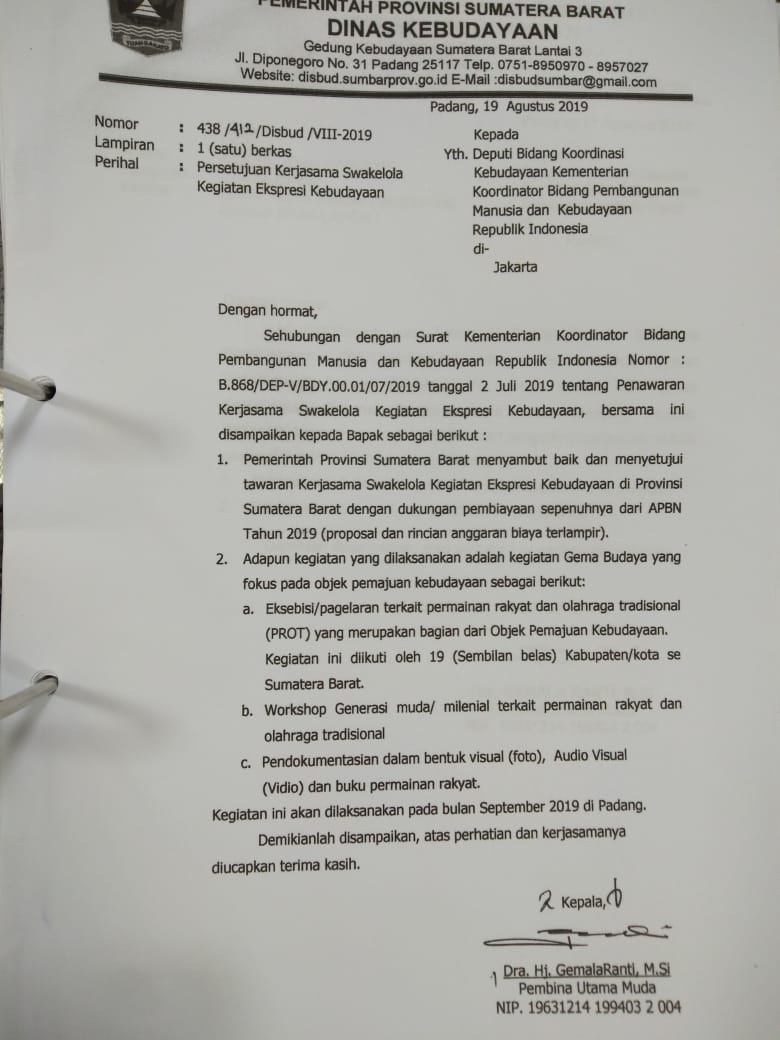 PEMERINTAH PROVINSI SUMATERA BARAT
DINAS KEBUDAYAAN
Gedung Kebudayaan Sumatera Barat Lantai 3
Jl. Diponegoro No. 31 Padang 25117 Telp. 0751-8950970 - 8957027
Website: disbud.sumbarprov.go.id E-Mail :disbudsumbar@gmail.com
Padang, 19 Agustus 2019
Nomor : 438 /412/Disbud /VIII-2019
Lampiran : 1 (satu) berkas
Perihal : Persetujuan Kerjasama Swakelola
Kegiatan Ekspresi Kebudayaan
Kepada
Yth. Deputi Bidang Koordinasi
Kebudayaan Kementerian
Koordinator Bidang Pembangunan
Manusia dan Kebudayaan
Republik Indonesia
di-
Jakarta
Dengan hormat,
Sehubungan dengan Surat Kementerian Koordinator Bidang
Pembangunan Manusia dan Kebudayaan Republik Indonesia Nomor :
B.868/DEP-V/BDY.00.01/07/2019 tanggal 2 Juli 2019 tentang Penawaran
Kerjasama Swakelola Kegiatan Ekspresi Kebudayaan, bersama ini
disampaikan kepada Bapak sebagai berikut :
1. Pemerintah Provinsi Sumatera Barat menyambut baik dan menyetujui
tawaran Kerjasama Swakelola Kegiatan Ekspresi Kebudayaan di Provinsi
Sumatera Barat dengan dukungan pembiayaan sepenuhnya dari APBN
Tahun 2019 (proposal dan rincian anggaran biaya terlampir).
2. Adapun kegiatan yang dilaksanakan adalah kegiatan Gema Budaya yang
fokus pada objek pemajuan kebudayaan sebagai berikut:
a. Eksebisi/pagelaran terkait permainan rakyat dan olahraga tradisional
(PROT) yang merupakan bagian dari Objek Pemajuan Kebudayaan.
Kegiatan ini diikuti oleh 19 (Sembilan belas) Kabupaten/kota se
Sumatera Barat.
b. Workshop Generasi muda/ milenial terkait permainan rakyat dan
olahraga tradisional
c. Pendokumentasian dalam bentuk visual (foto), Audio Visual
(Vidio) dan buku permainan rakyat.
Kegiatan ini akan dilaksanakan pada bulan September 2019 di Padang.
Demikianlah disampaikan, atas perhatian dan kerjasamanya
diucapkan terima kasih.
Kepala,
Dra. Hj. GemalaRanti, M.Si
Pembina Utama Muda
NIP. 19631214 199403 2 004